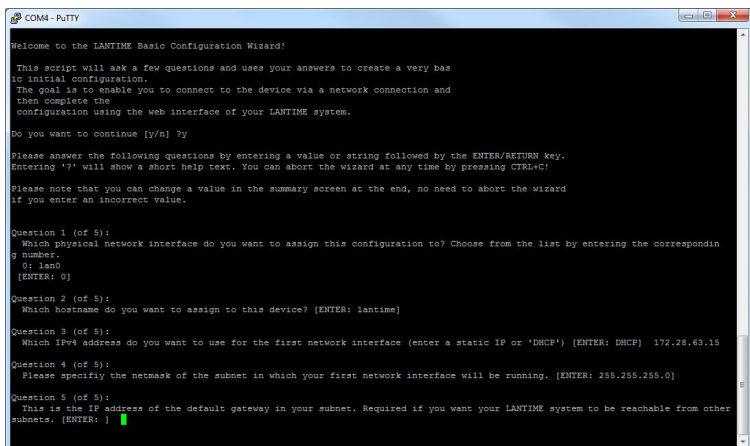 COM4 - PuTTY
Welcome to the LANTIME Basic Configuration Wizard!
This script will ask a few questions and uses your answers to create a very bas
ic initial configuration.
The goal is to enable you to connect to the device via a network connection and
then complete the
configuration using the web interface of your LANTIME system.
Do you want to continue [y/n] ?y
Please answer the following questions by entering a value or string followed by the ENTER/RETURN key.
Entering '?' will show a short help text. You can abort the wizard at any time by pressing CTRL+C!
Please note that you can change a value in the summary screen at the end, no need to abort the wizard
if you enter an incorrect value.
Question 1 (of 5):
Which physical network interface do you want to assign this configuration to? Choose from the list by entering the correspondin
g number.
0: lan0
[ENTER: 0]
Question 2 (of 5):
Which hostname do you want to assign to this device? [ENTER: lantime]
Question 3 (of 5):
Which IPv4 address do you want to use for the first network interface (enter a static IP or 'DHCP') [ENTER: DHCP] 172.28.63.15
Question 4 (of 5):
Please specifiy the netmask of the subnet in which your first network interface will be running. [ENTER: 255.255.255.0]
Question 5 (of 5):
This is the IP address of the default gateway in your subnet. Required if you want your LANTIME system to be reachable from other
subnets. [ENTER: ]